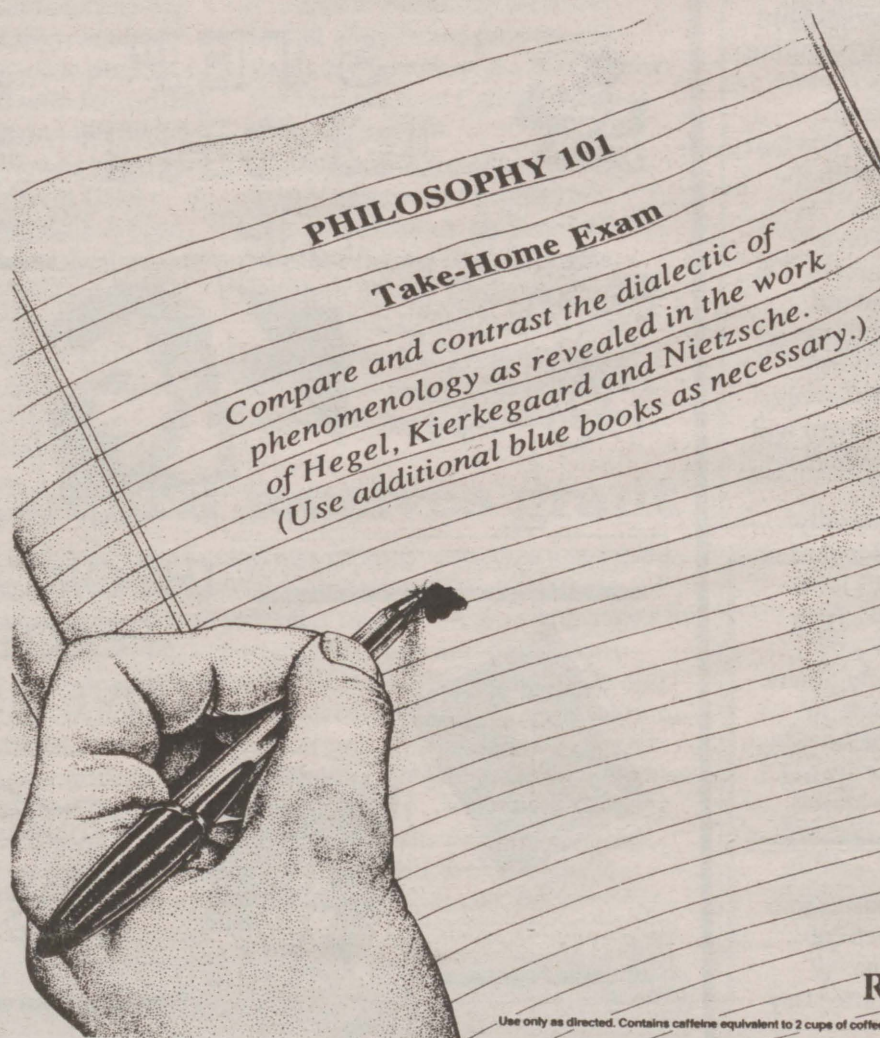 PHILOSOPHY 101
Take-Home Exam
Compare and contrast the dialectic of
phenomenology as revealed in the work
of Hegel, Kierkegaard and Nietzsche.
(Use additional blue books as necessary.)
R
Use only as directed. Contains caffeine equivalent to 2 cups of coffee